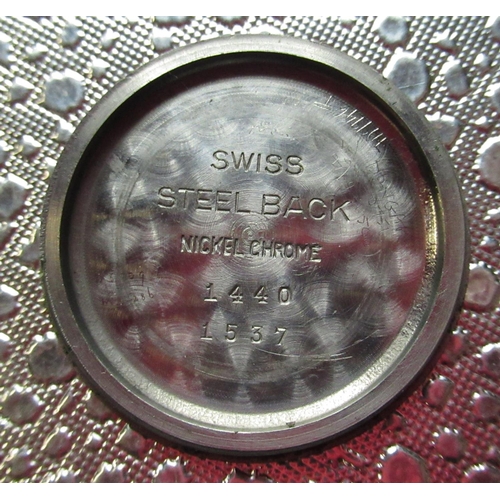 SWISS
STEEL BACK
NICKEL CHROME
1440
1537